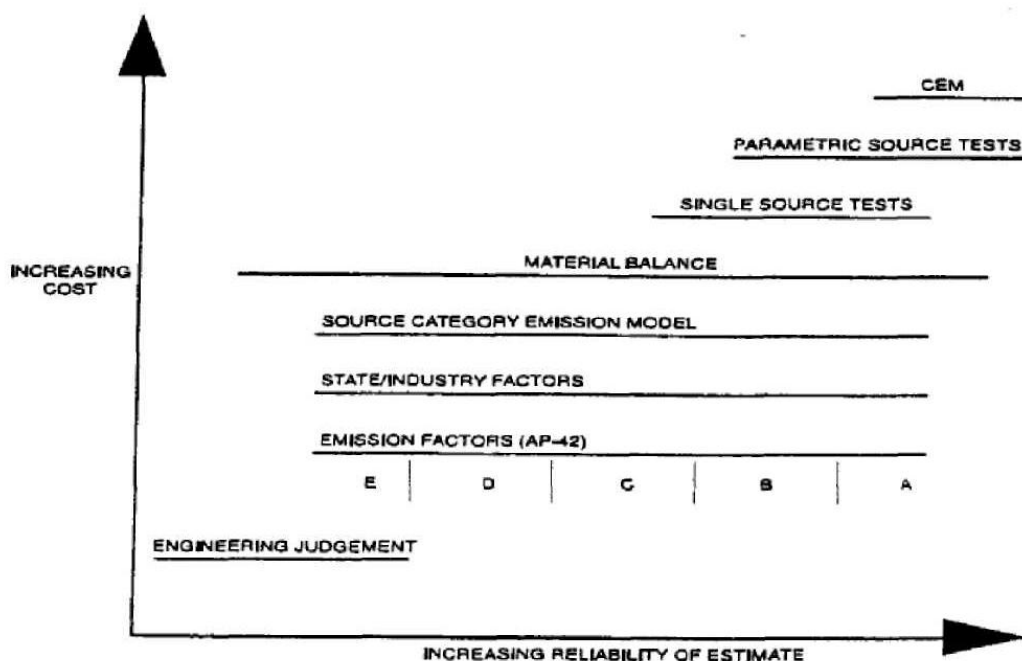 CEM
PARAMETRIC SOURCE TESTS
SINGLE SOURCE TESTS
MATERIAL BALANCE
INCREASING
COST
SOURCE CATEGORY EMISSION MODEL
STATE/INDUSTRY FACTORS
EMISSION FACTORS (AP-42)
E D C B A
ENGINEERING JUDGEMENT
INCREASING RELIABILITY OF ESTIMATE